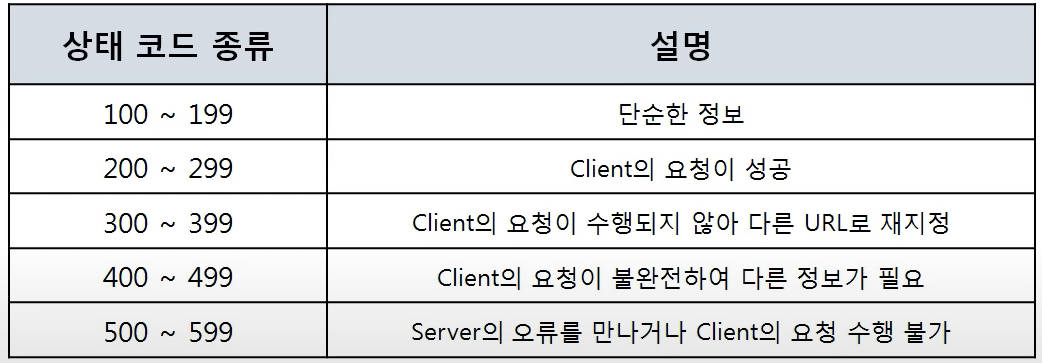 상태 코드 종류 설명
100 ~ 199 단순한 정보
200 ~ 299 Client의 요청이 성공
300 ~ 399 Client의 요청이 수행되지 않아 다른 URL로 재지정
400 ~ 499 Client의 요청이 불완전하여 다른 정보가 필요
500 ~ 599 Server의 오류를 만나거나 Client의 요청 수행 불가